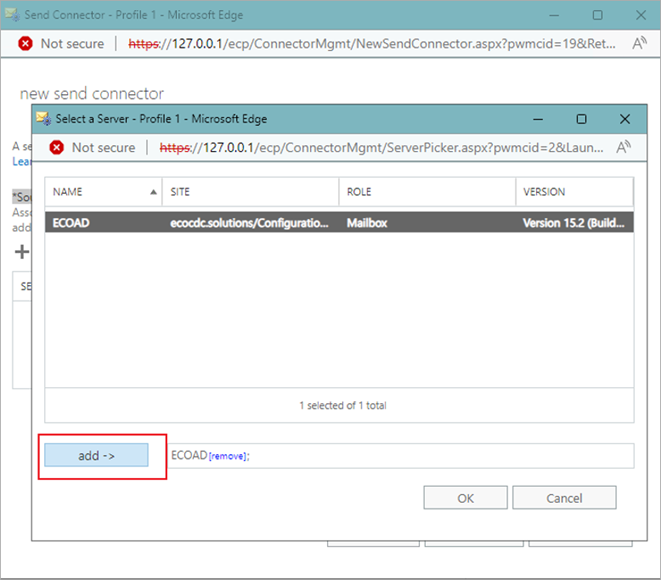 Send Connector - Profile 1 - Microsoft Edge
Not secure | https://127.0.0.1/ecp/ConnectorMgmt/NewSendConnector.aspx?pwmcid=19&Ret...
new send connector
Select a Server - Profile 1 - Microsoft Edge
Not secure | https://127.0.0.1/ecp/ConnectorMgmt/ServerPicker.aspx?pwmcid=2&Laun...
A se
Lear
*So
Asso
add
SE
NAME SITE ROLE VERSION
ECOAD ecocdc.solutions/Configuratio... Mailbox Version 15.2 (Build...
1 selected of 1 total
add -> ECOAD[remove];
OK Cancel